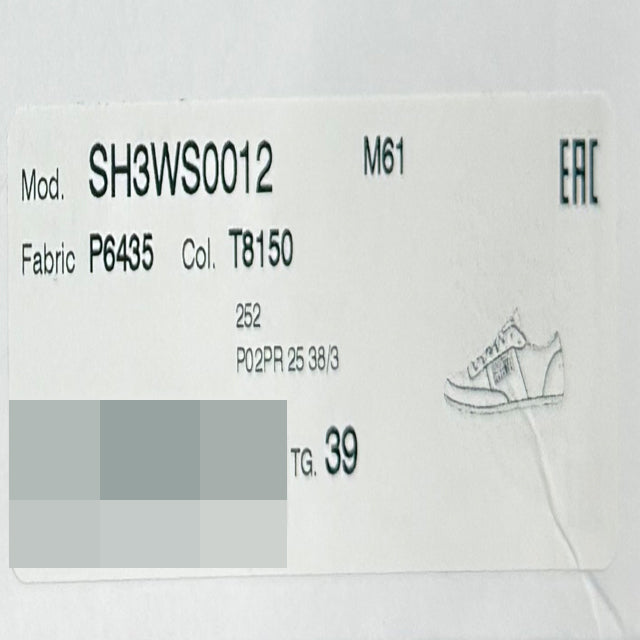 Mod. SH3WS0012 M61 EAC
Fabric P6435 Col. T8150
252
P02PR 25 38/3
TG. 39